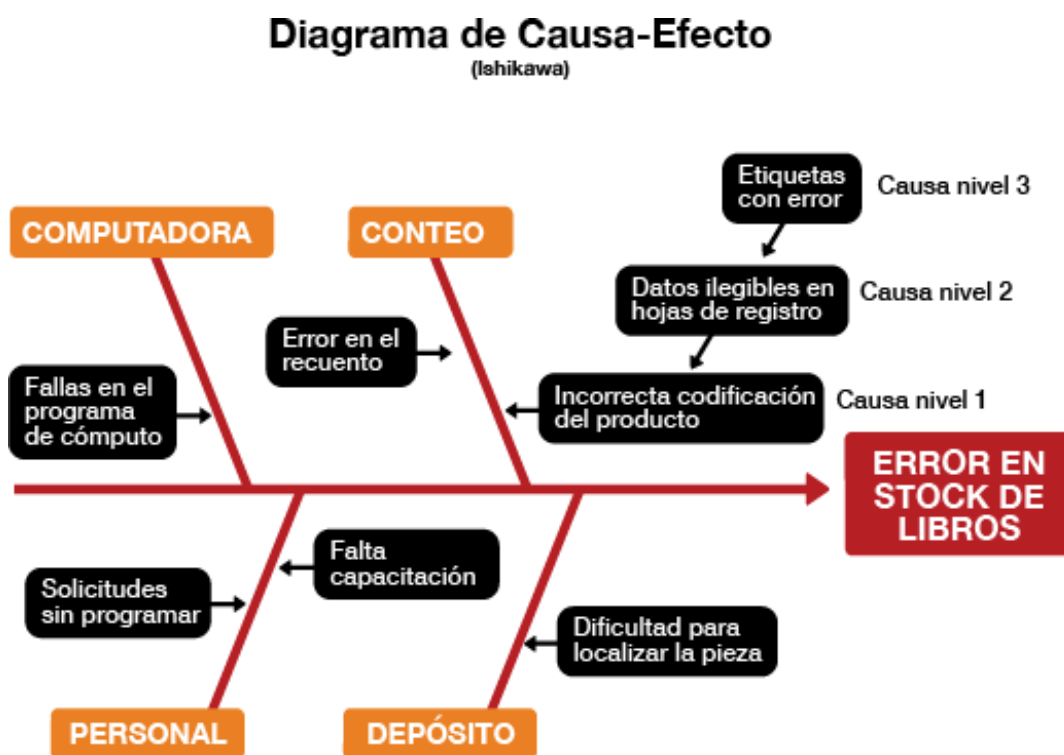 Diagrama de Causa-Efecto
(Ishikawa)
Etiquetas
con error
Causa nivel 3
COMPUTADORA
CONTEO
Datos ilegibles en
hojas de registro
Causa nivel 2
Error en el
recuento
Fallas en el
programa
de cómputo
Incorrecta codificación
del producto
Causa nivel 1
ERROR EN
STOCK DE
LIBROS
Solicitudes
sin programar
Falta
capacitación
Dificultad para
localizar la pieza
PERSONAL
DEPÓSITO